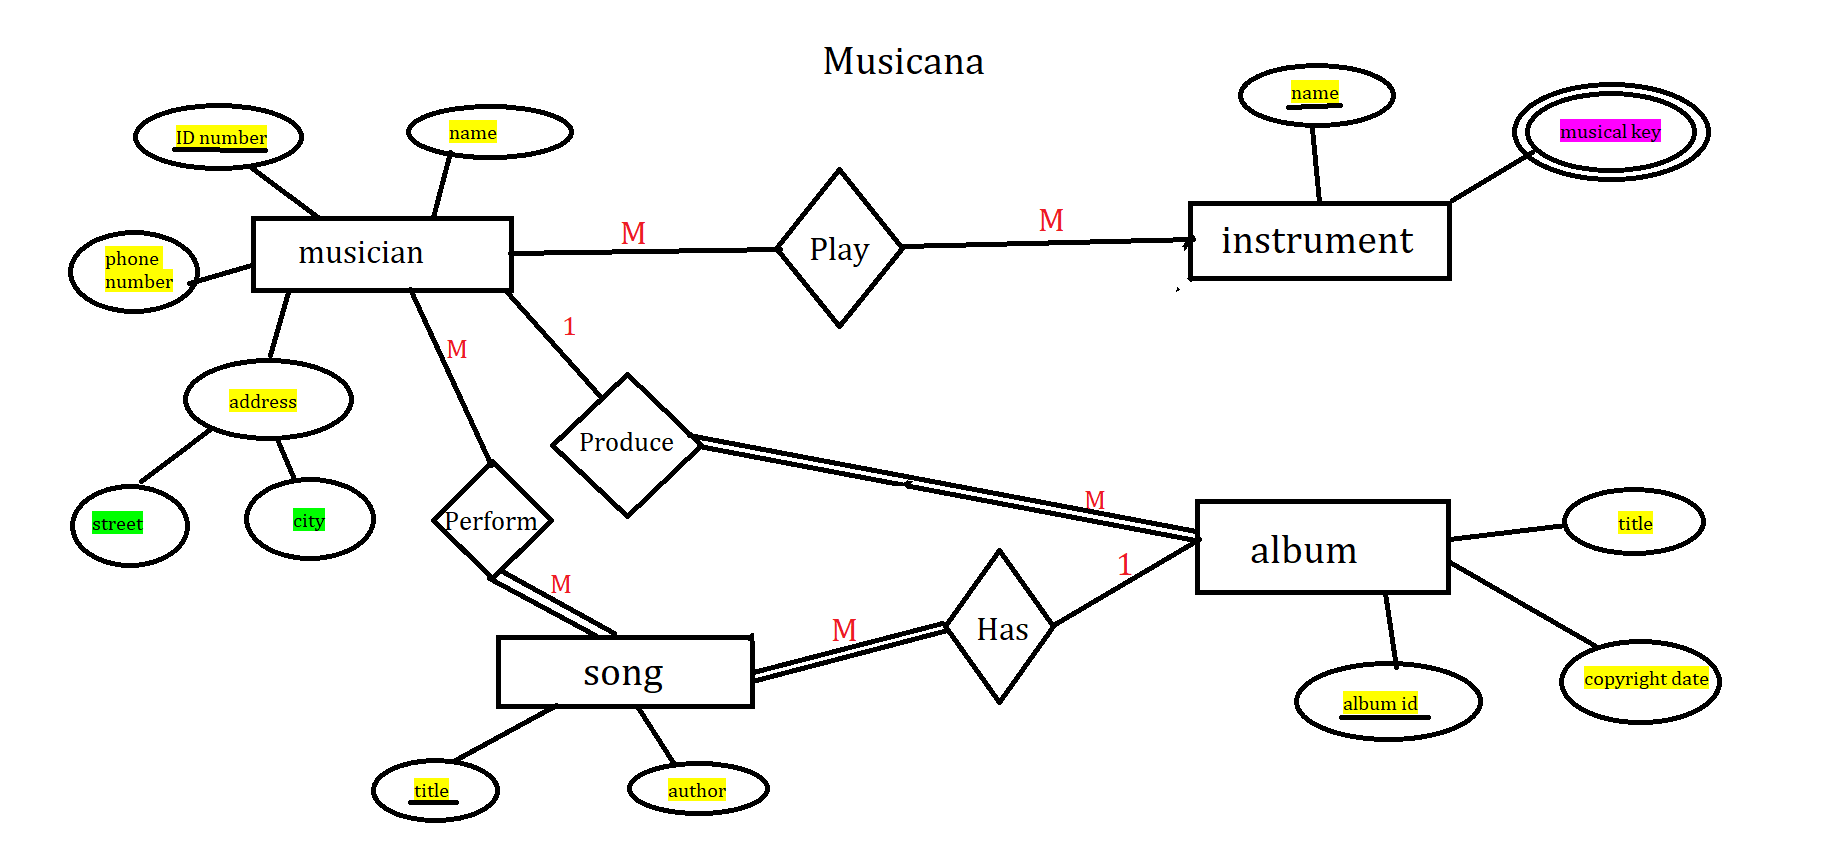 Musicana
ID number
name
name
musical key
musician
M
Play
M
instrument
phone
number
address
street
city
M
1
Produce
Perform
M
M
album
title
1
copyright date
album id
M
Has
song
title
author